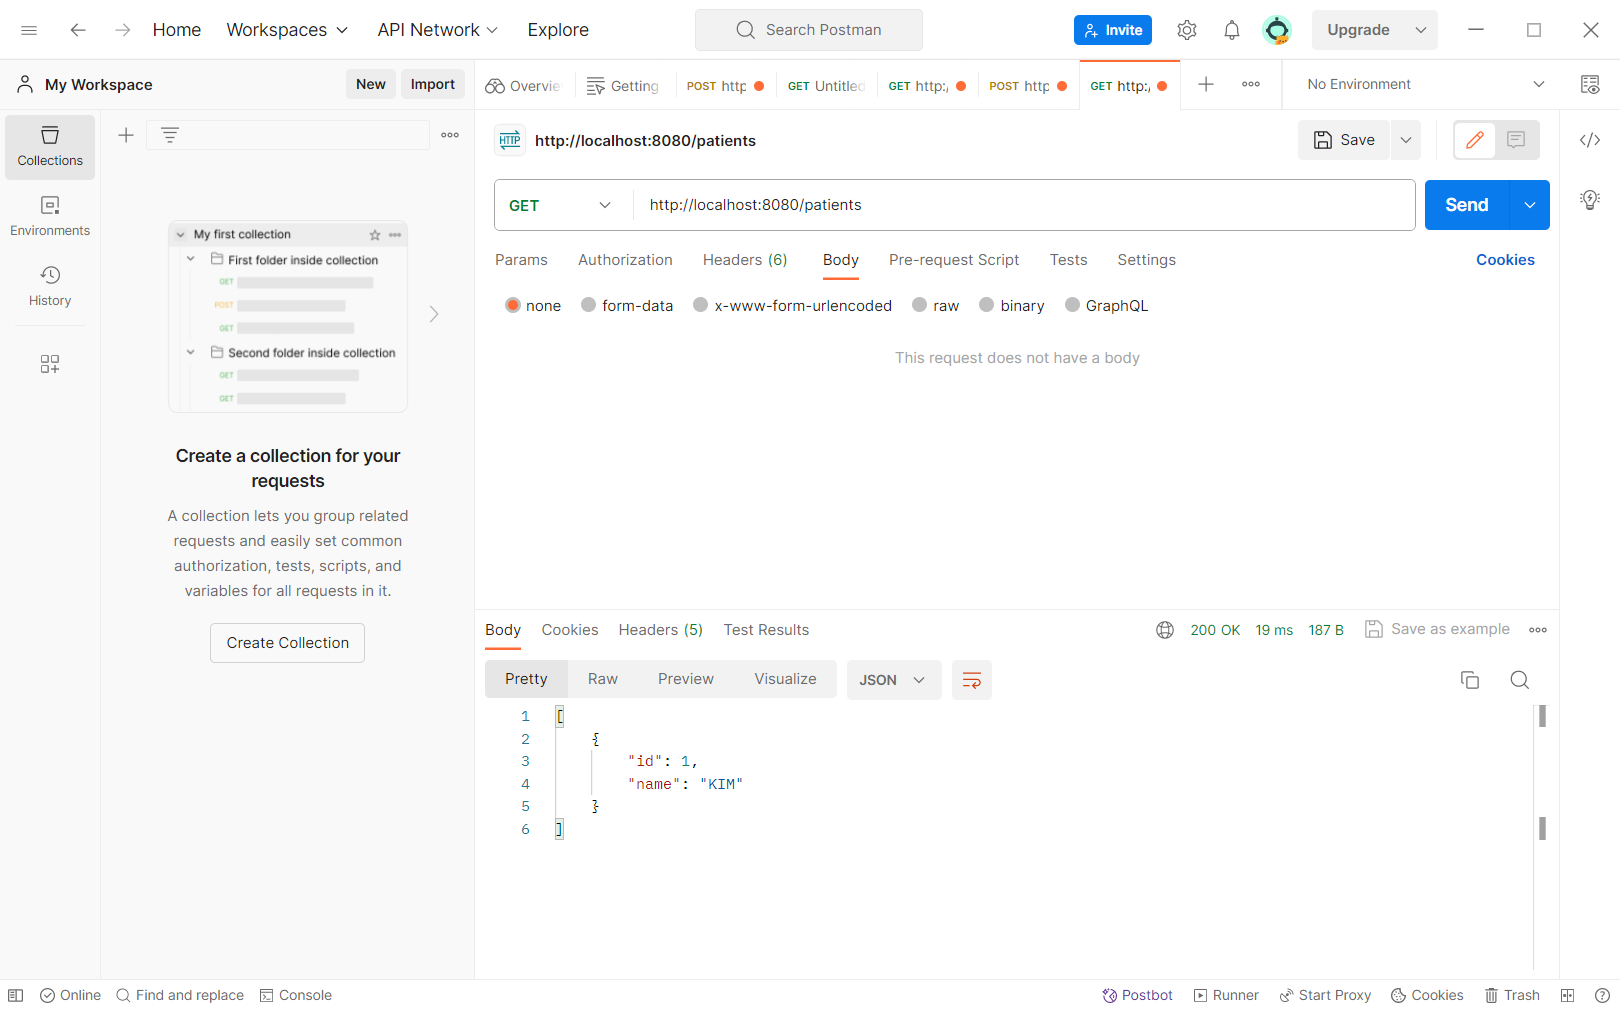 Home Workspaces API Network Explore Search Postman Invite Upgrade
My Workspace New Import
Overvie Getting POST http GET Untitled GET http:/ POST http GET http:/ No Environment
Collections
Environments
History
My first collection
First folder inside collection
GET
POST
GET
Second folder inside collection
GET
GET
Create a collection for your
requests
A collection lets you group related
requests and easily set common
authorization, tests, scripts, and
variables for all requests in it.
Create Collection
HTTP http://localhost:8080/patients Save
GET http://localhost:8080/patients Send
Params Authorization Headers (6) Body Pre-request Script Tests Settings Cookies
none form-data x-www-form-urlencoded raw binary GraphQL
This request does not have a body
Body Cookies Headers (5) Test Results 200 OK 19 ms 187 B Save as example
Pretty Raw Preview Visualize JSON
1 [
2 {
3 "id": 1,
4 "name": "KIM"
5 }
6 ]
Online Find and replace Console Postbot Runner Start Proxy Cookies Trash